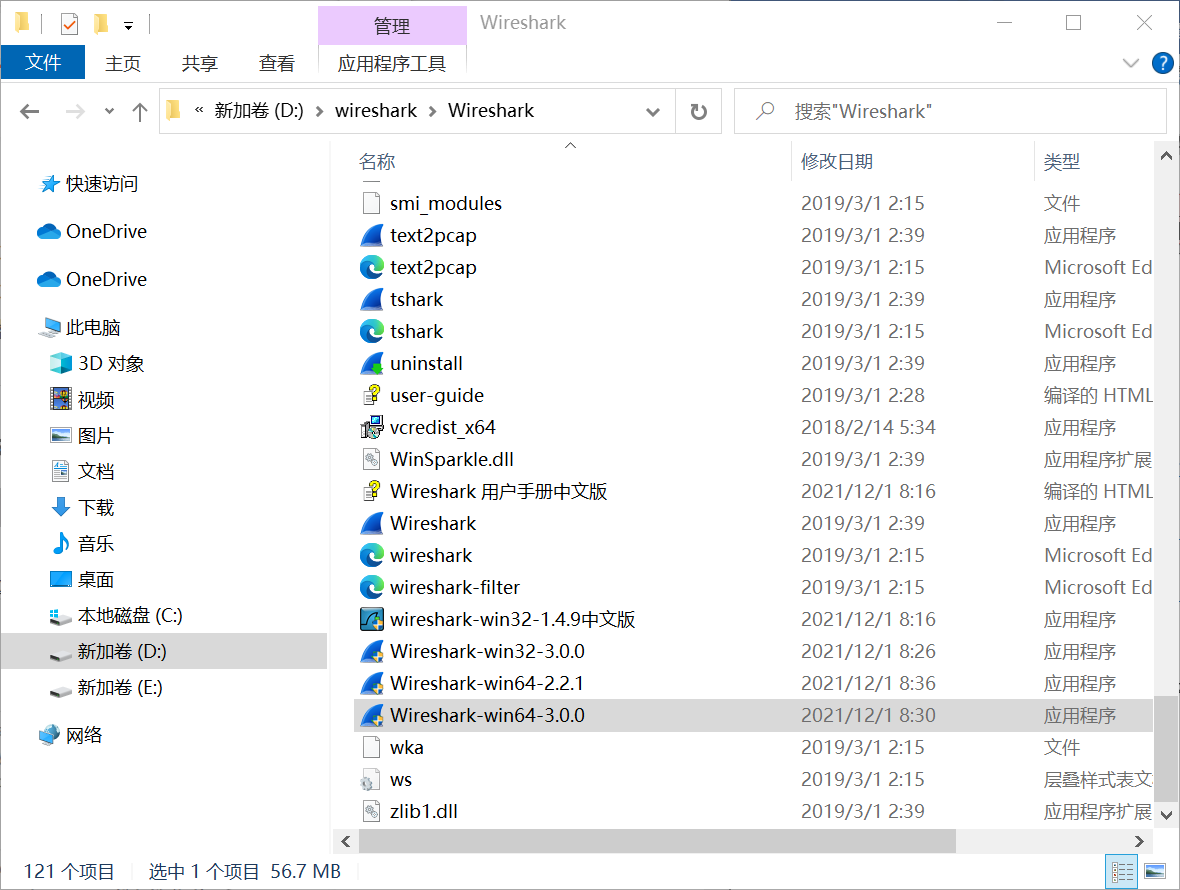 管理
Wireshark
文件
主页
共享
查看
应用程序工具
?
« 新加卷 (D:) › wireshark › Wireshark
搜索"Wireshark"
快速访问
OneDrive
OneDrive
此电脑
3D 对象
视频
图片
文档
下载
音乐
桌面
本地磁盘 (C:)
新加卷 (D:)
新加卷 (E:)
网络
名称 修改日期 类型
smi_modules 2019/3/1 2:15 文件
text2pcap 2019/3/1 2:39 应用程序
text2pcap 2019/3/1 2:15 Microsoft Ed
tshark 2019/3/1 2:39 应用程序
tshark 2019/3/1 2:15 Microsoft Ed
uninstall 2019/3/1 2:39 应用程序
user-guide 2019/3/1 2:28 编译的 HTML
vcredist_x64 2018/2/14 5:34 应用程序
WinSparkle.dll 2019/3/1 2:39 应用程序扩展
Wireshark 用户手册中文版 2021/12/1 8:16 编译的 HTML
Wireshark 2019/3/1 2:39 应用程序
wireshark 2019/3/1 2:15 Microsoft Ed
wireshark-filter 2019/3/1 2:15 Microsoft Ed
wireshark-win32-1.4.9中文版 2021/12/1 8:16 应用程序
Wireshark-win32-3.0.0 2021/12/1 8:26 应用程序
Wireshark-win64-2.2.1 2021/12/1 8:36 应用程序
Wireshark-win64-3.0.0 2021/12/1 8:30 应用程序
wka 2019/3/1 2:15 文件
ws 2019/3/1 2:15 层叠样式表文
zlib1.dll 2019/3/1 2:39 应用程序扩展
121 个项目 选中 1 个项目 56.7 MB